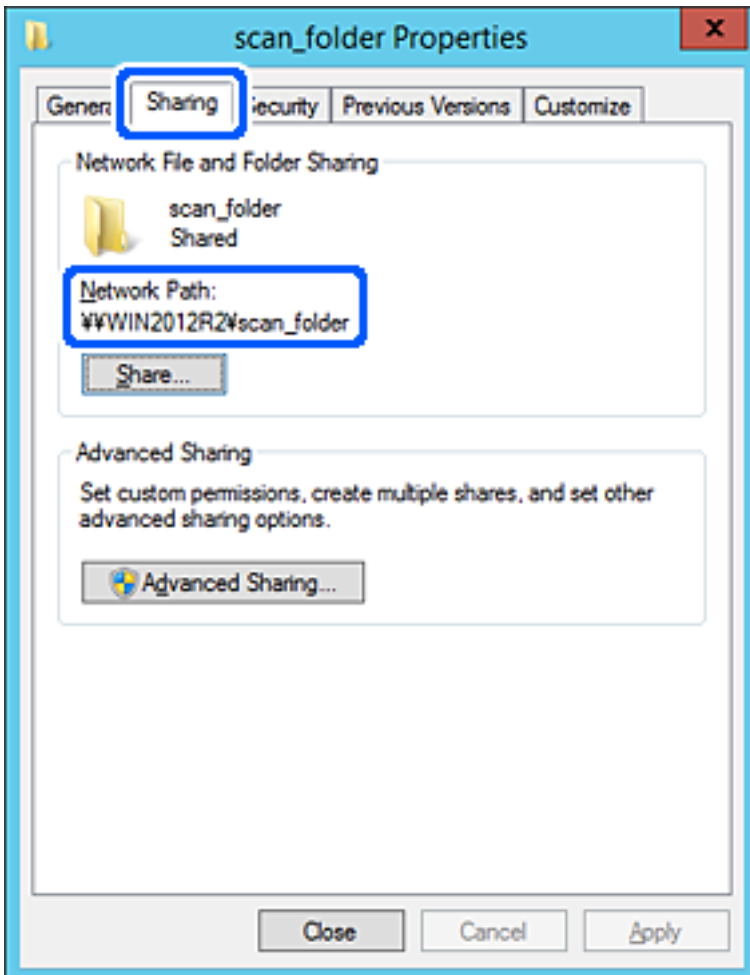 scan_folder Properties
x
Genera Sharing ecurity Previous Versions Customize
Network File and Folder Sharing
scan_folder
Shared
Network Path:
¥¥WIN2012R2¥scan_folder
Share...
Advanced Sharing
Set custom permissions, create multiple shares, and set other
advanced sharing options.
Advanced Sharing...
Close Cancel Apply